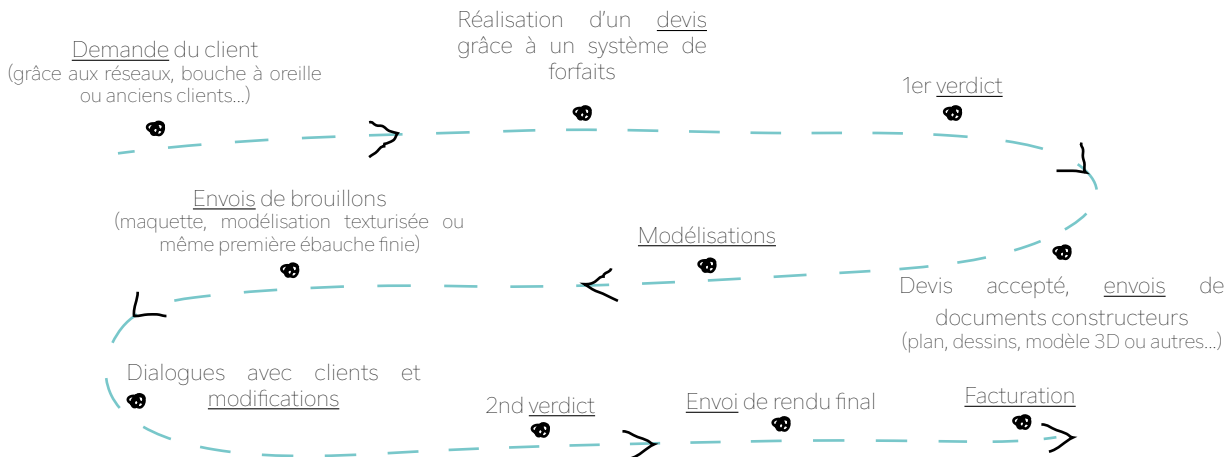 Demande du client
(grâce aux réseaux, bouche à oreille
ou anciens clients...)
Réalisation d'un devis
grâce à un système de
forfaits
1er verdict
Devis accepté, envois de
documents constructeurs
(plan, dessins, modèle 3D ou autres...)
Modélisations
Envois de brouillons
(maquette, modélisation texturisée ou
même première ébauche finie)
Dialogues avec clients et
modifications
2nd verdict
Envoi de rendu final
Facturation